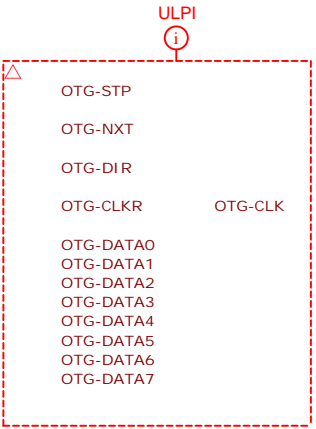 ULPI
i
OTG-STP
OTG-NXT
OTG-DIR
OTG-CLKR OTG-CLK
OTG-DATA0
OTG-DATA1
OTG-DATA2
OTG-DATA3
OTG-DATA4
OTG-DATA5
OTG-DATA6
OTG-DATA7